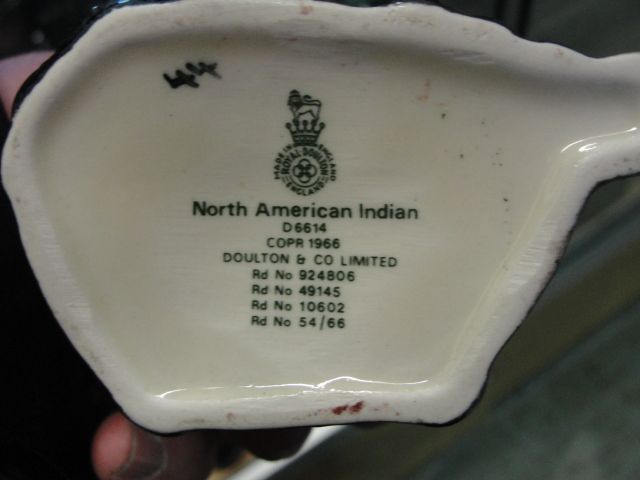 44
MADE IN ENGLAND
ROYAL DOULTON
ENGLAND
North American Indian
D6614
COPR 1966
DOULTON & CO LIMITED
Rd No 924806
Rd No 49145
Rd No 10602
Rd No 54/66